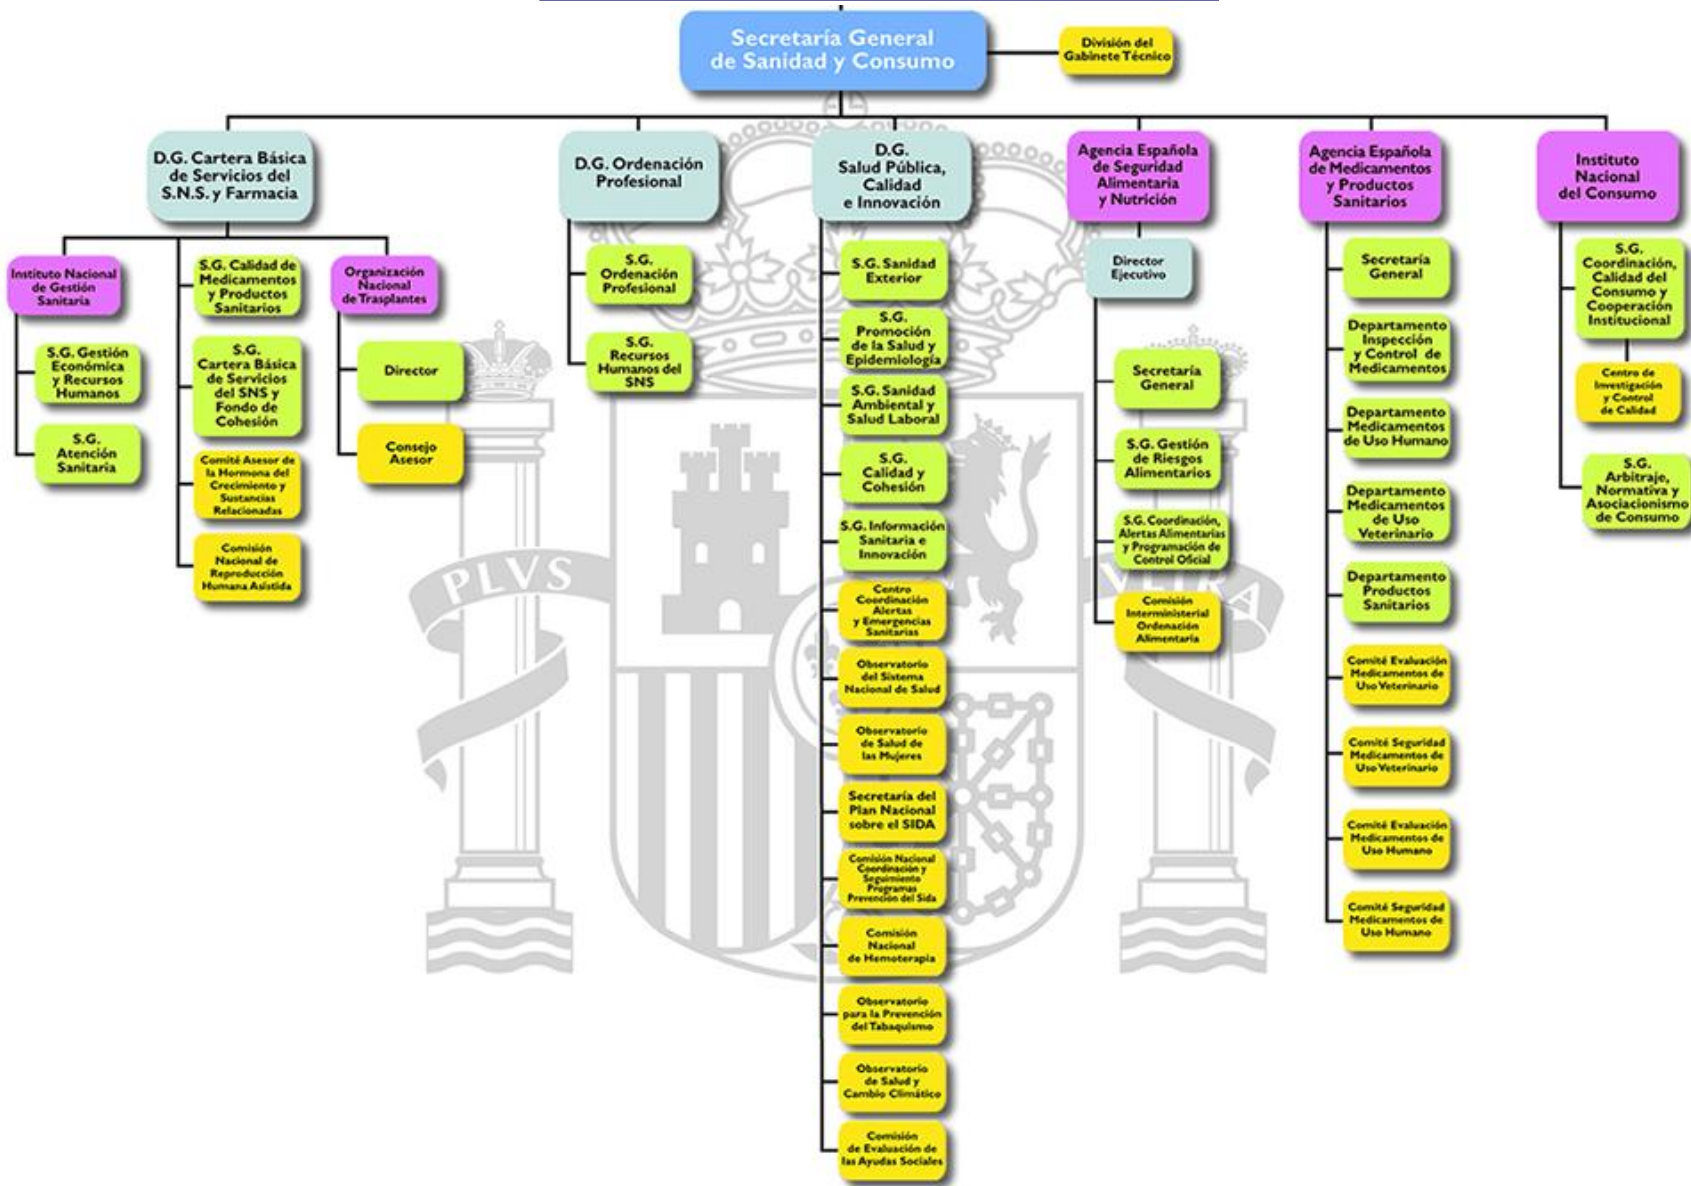 Secretaría General
de Sanidad y Consumo
División del
Gabinete Técnico
D.G. Cartera Básica
de Servicios del
S.N.S. y Farmacia
Instituto Nacional
de Gestión
Sanitaria
S.G. Gestión
Económica
y Recursos
Humanos
S.G.
Atención
Sanitaria
S.G. Calidad de
Medicamentos
y Productos
Sanitarios
S.G.
Cartera Básica
de Servicios
del SNS y
Fondo de
Cohesión
Comité Asesor de
la Hormona del
Crecimiento y
Sustancias
Relacionadas
Comisión
Nacional de
Reproducción
Humana Asistida
Organización
Nacional
de Trasplantes
Director
Consejo
Asesor
D.G. Ordenación
Profesional
S.G.
Ordenación
Profesional
S.G.
Recursos
Humanos del
SNS
D.G.
Salud Pública,
Calidad
e Innovación
S.G. Sanidad
Exterior
S.G.
Promoción
de la Salud y
Epidemiología
S.G. Sanidad
Ambiental y
Salud Laboral
S.G.
Calidad y
Cohesión
S.G. Información
Sanitaria e
Innovación
Centro
Coordinación
Alertas
y Emergencias
Sanitarias
Observatorio
del Sistema
Nacional de Salud
Observatorio
de Salud de
las Mujeres
Secretaría del
Plan Nacional
sobre el SIDA
Comisión Nacional
Coordinación y
Seguimiento
Programas
Prevención del Sida
Comisión
Nacional
de Hemoterapia
Observatorio
para la Prevención
del Tabaquismo
Observatorio
de Salud y
Cambio Climático
Comisión
de Evaluación de
las Ayudas Sociales
Agencia Española
de Seguridad
Alimentaria
y Nutrición
Director
Ejecutivo
Secretaría
General
S.G. Gestión
de Riesgos
Alimentarios
S.G. Coordinación,
Alertas Alimentarias
y Programación de
Control Oficial
Comisión
Interministerial
Ordenación
Alimentaria
Agencia Española
de Medicamentos
y Productos
Sanitarios
Secretaría
General
Departamento
Inspección
y Control de
Medicamentos
Departamento
Medicamentos
de Uso Humano
Departamento
Medicamentos
de Uso
Veterinario
Departamento
Productos
Sanitarios
Comité Evaluación
Medicamentos de
Uso Veterinario
Comité Seguridad
Medicamentos de
Uso Veterinario
Comité Evaluación
Medicamentos de
Uso Humano
Comité Seguridad
Medicamentos de
Uso Humano
Instituto
Nacional
del Consumo
S.G.
Coordinación,
Calidad del
Consumo y
Cooperación
Institucional
Centro de
Investigación
y Control
de Calidad
S.G.
Arbitraje,
Normativa y
Asociacionismo
de Consumo
PLVS